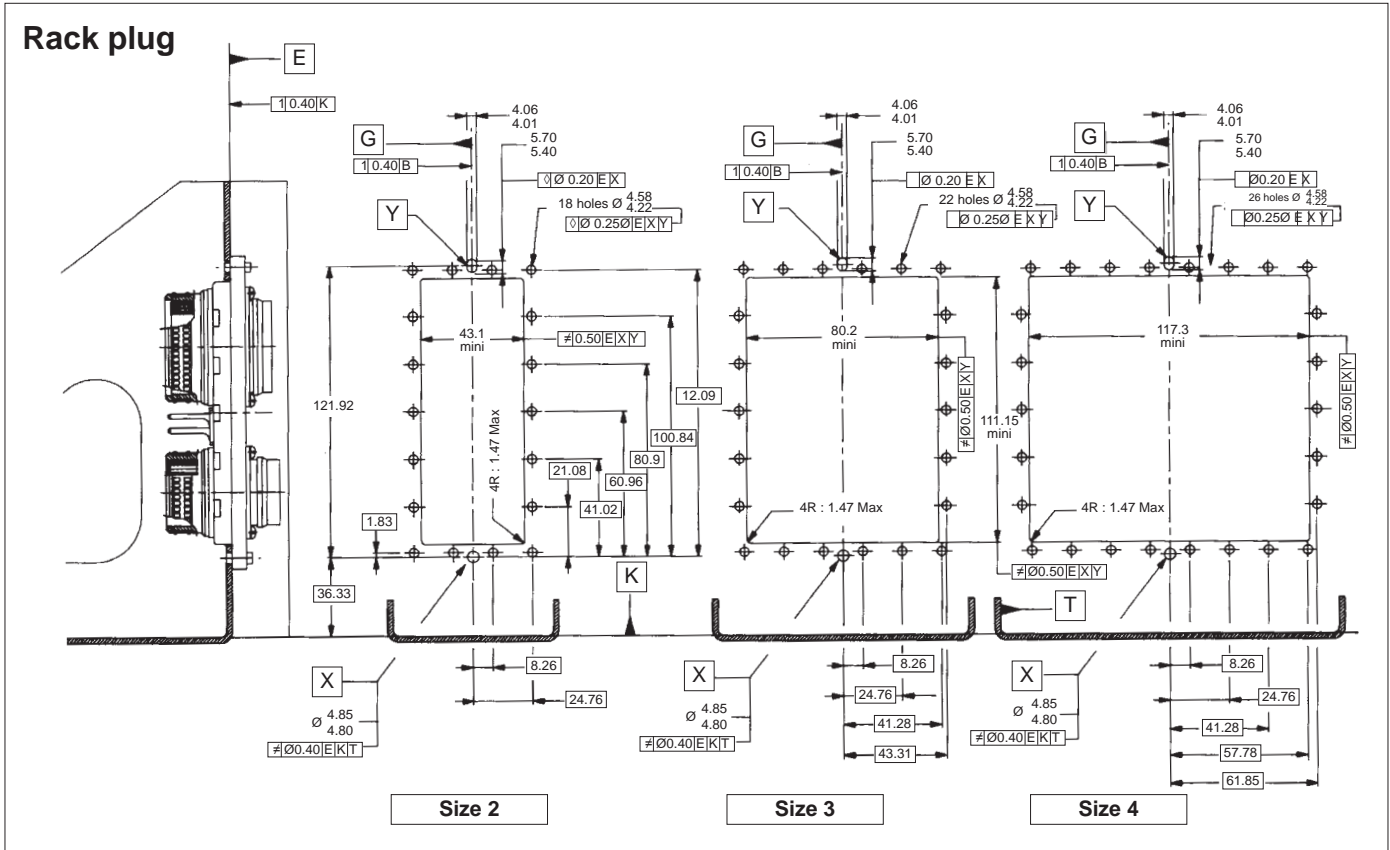 Rack plug
E
1 0.40 K
G
1 0.40 B
Y
4.06
4.01
5.70
5.40
◊ Ø 0.20 E X
18 holes Ø 4.58
4.22
◊ Ø 0.25Ø E X Y
43.1
mini
≠ 0.50 E X Y
121.92
4R : 1.47 Max
1.83
36.33
21.08
41.02
60.96
80.9
100.84
12.09
K
X
Ø 4.85
4.80
≠ Ø0.40 E K T
8.26
24.76
Size 2
G
1 0.40 B
Y
4.06
4.01
5.70
5.40
Ø 0.20 E X
22 holes Ø 4.58
4.22
Ø 0.25Ø E X Y
80.2
mini
≠ Ø0.50 E X Y
111.15
mini
4R : 1.47 Max
≠ Ø0.50 E X Y
X
Ø 4.85
4.80
≠ Ø0.40 E K T
8.26
24.76
41.28
43.31
Size 3
G
1 0.40 B
Y
4.06
4.01
5.70
5.40
Ø0.20 E X
26 holes Ø 4.58
4.22
Ø0.25Ø E X Y
117.3
mini
≠ Ø0.50 E X Y
4R : 1.47 Max
T
X
Ø 4.85
4.80
≠ Ø0.40 E K T
8.26
24.76
41.28
57.78
61.85
Size 4